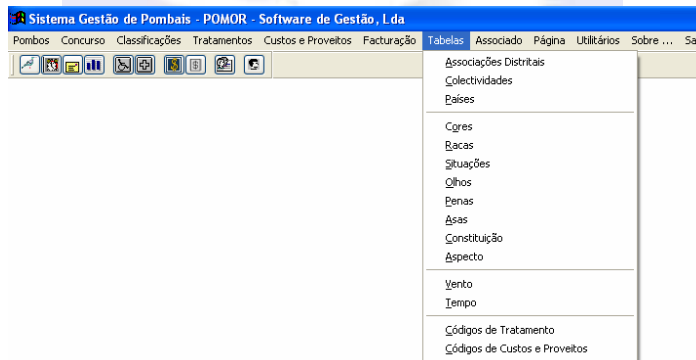 Sistema Gestão de Pombais - POMOR - Software de Gestão, Lda
Pombos Concurso Classificações Tratamentos Custos e Proveitos Facturação Tabelas Associado Página Utilitários Sobre ... Sa
Associações Distritais
Colectividades
Países
Cores
Racas
Situações
Olhos
Penas
Asas
Constituição
Aspecto
Vento
Tempo
Códigos de Tratamento
Códigos de Custos e Proveitos